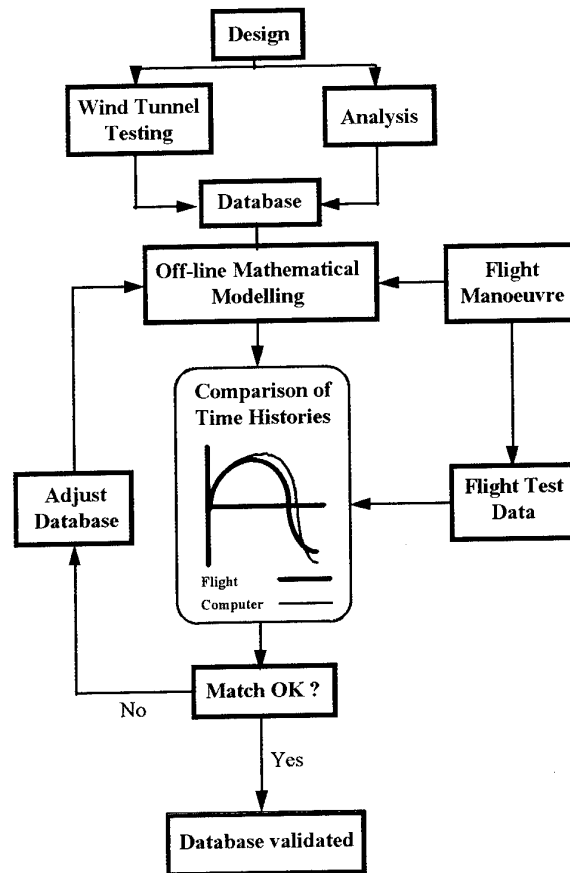 Design
Wind Tunnel
Testing
Analysis
Database
Off-line Mathematical
Modelling
Flight
Manoeuvre
Comparison of
Time Histories
Adjust
Database
Flight Test
Data
Flight
Computer
Match OK ?
No
Yes
Database validated